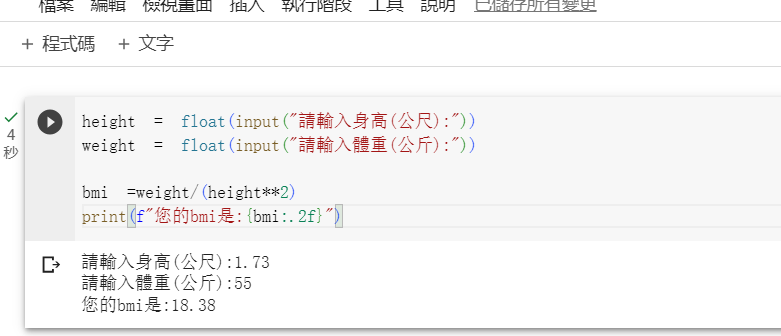 檔案 編輯 檢視畫面 插入 執行階段 工具 說明 已儲存所有變更
+ 程式碼 + 文字
height = float(input("請輸入身高(公尺):"))
weight = float(input("請輸入體重(公斤):"))
bmi =weight/(height**2)
print(f"您的bmi是:{bmi:.2f}")
4
秒
請輸入身高(公尺):1.73
請輸入體重(公斤):55
您的bmi是:18.38